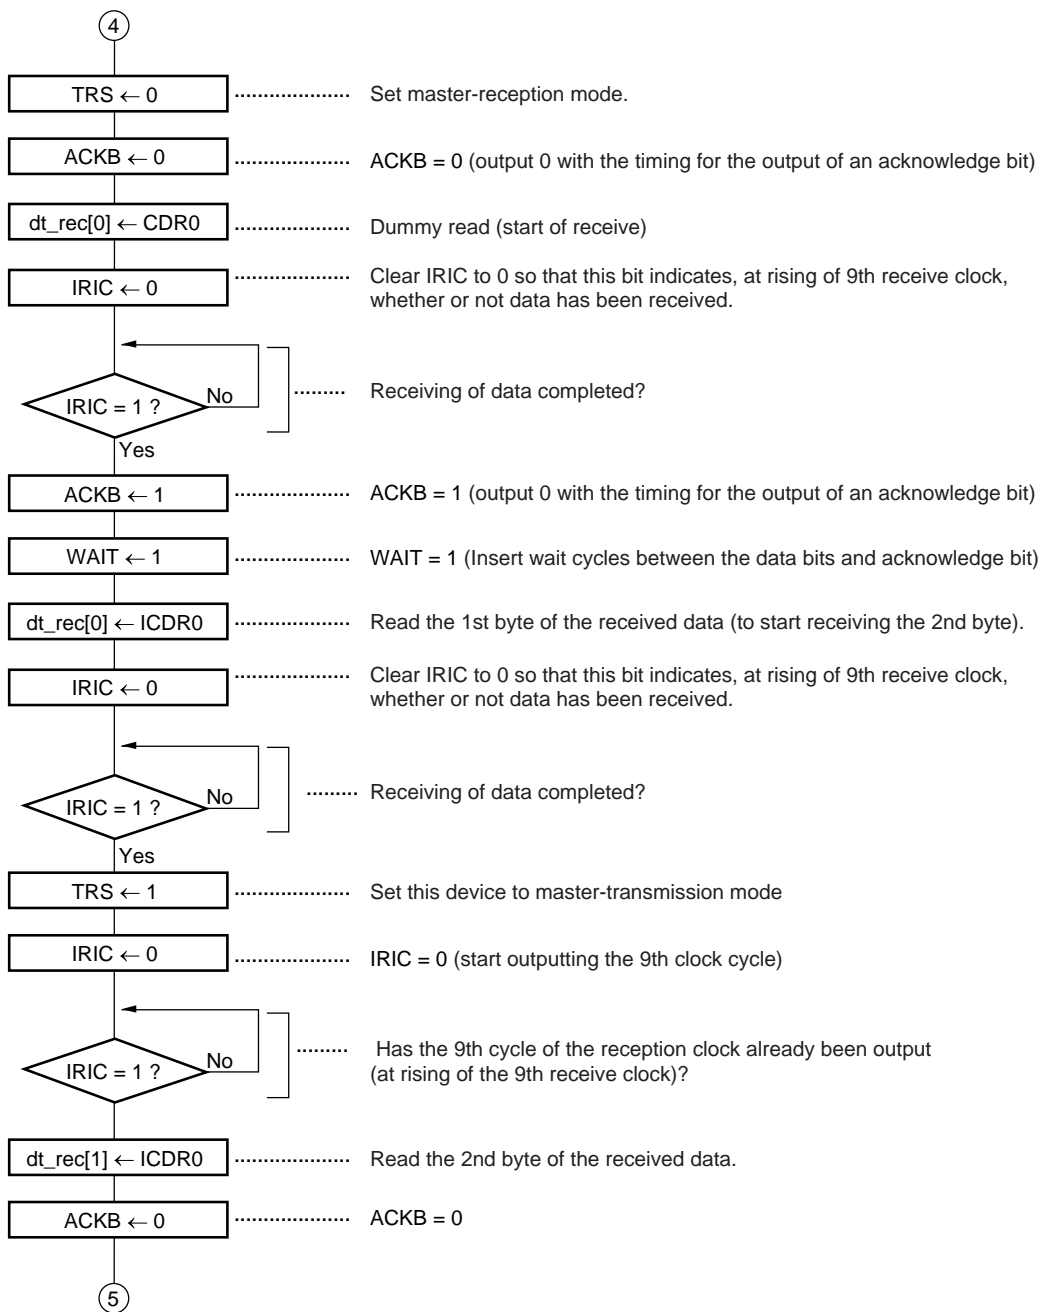 4
TRS ← 0 .................... Set master-reception mode.
ACKB ← 0 .................... ACKB = 0 (output 0 with the timing for the output of an acknowledge bit)
dt_rec[0] ← CDR0 .................... Dummy read (start of receive)
IRIC ← 0 .................... Clear IRIC to 0 so that this bit indicates, at rising of 9th receive clock,
whether or not data has been received.
IRIC = 1 ? No ......... Receiving of data completed?
Yes
ACKB ← 1 .................... ACKB = 1 (output 0 with the timing for the output of an acknowledge bit)
WAIT ← 1 .................... WAIT = 1 (Insert wait cycles between the data bits and acknowledge bit)
dt_rec[0] ← ICDR0 .................... Read the 1st byte of the received data (to start receiving the 2nd byte).
IRIC ← 0 .................... Clear IRIC to 0 so that this bit indicates, at rising of 9th receive clock,
whether or not data has been received.
IRIC = 1 ? No ......... Receiving of data completed?
Yes
TRS ← 1 .................... Set this device to master-transmission mode
IRIC ← 0 .................... IRIC = 0 (start outputting the 9th clock cycle)
IRIC = 1 ? No ......... Has the 9th cycle of the reception clock already been output
(at rising of the 9th receive clock)?
dt_rec[1] ← ICDR0 .................... Read the 2nd byte of the received data.
ACKB ← 0 .................... ACKB = 0
5